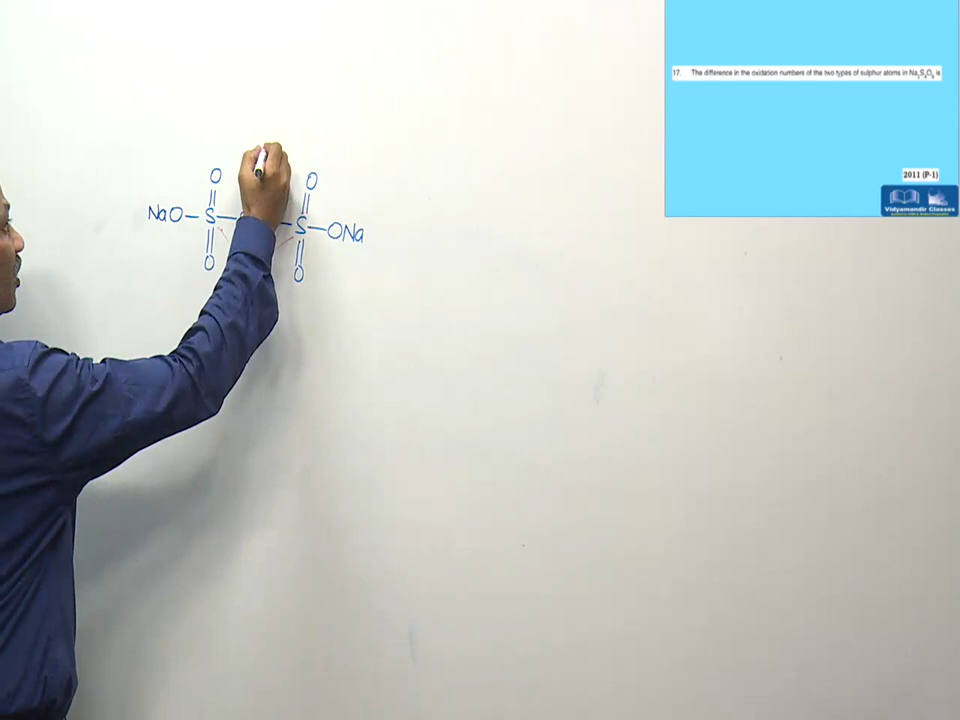 17. The difference in the oxidation numbers of the two types of sulphur atoms in Na₂S₄O₆ is
2011 (P-1)
Vidyamandir Classes
O O
NaO–S– S–ONa
O O